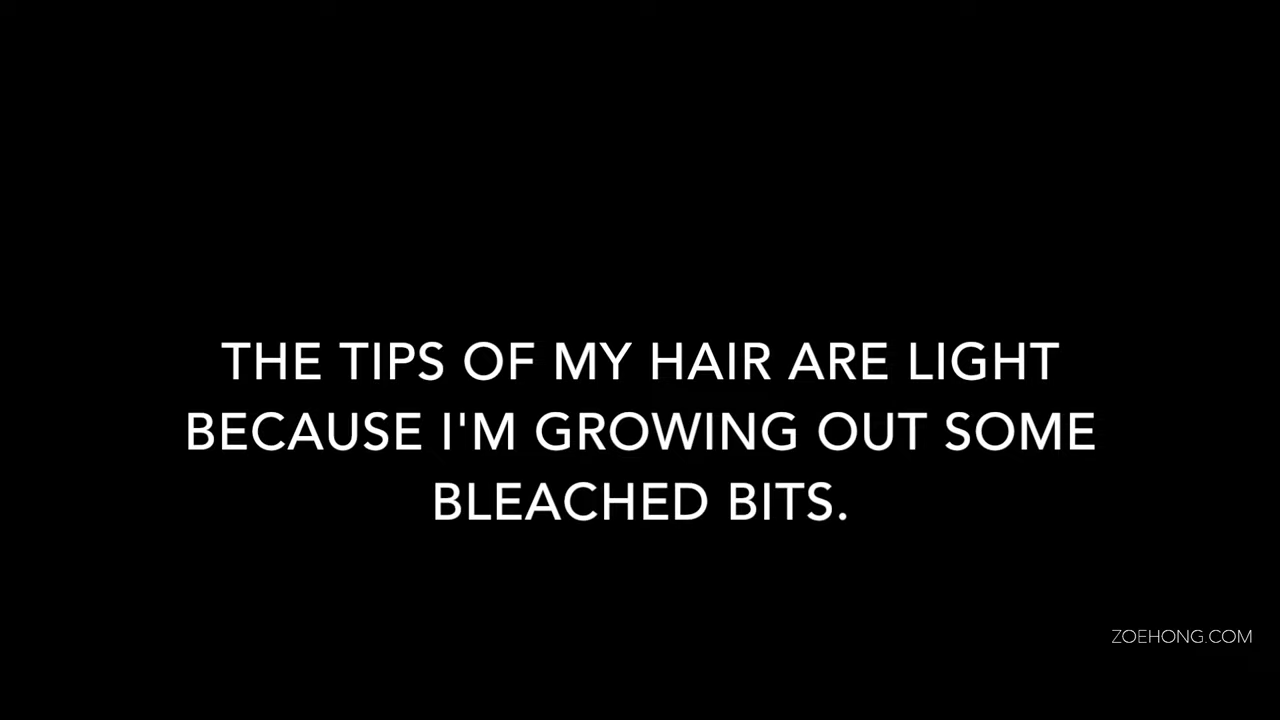 THE TIPS OF MY HAIR ARE LIGHT
BECAUSE I'M GROWING OUT SOME
BLEACHED BITS.
ZOEHONG.COM